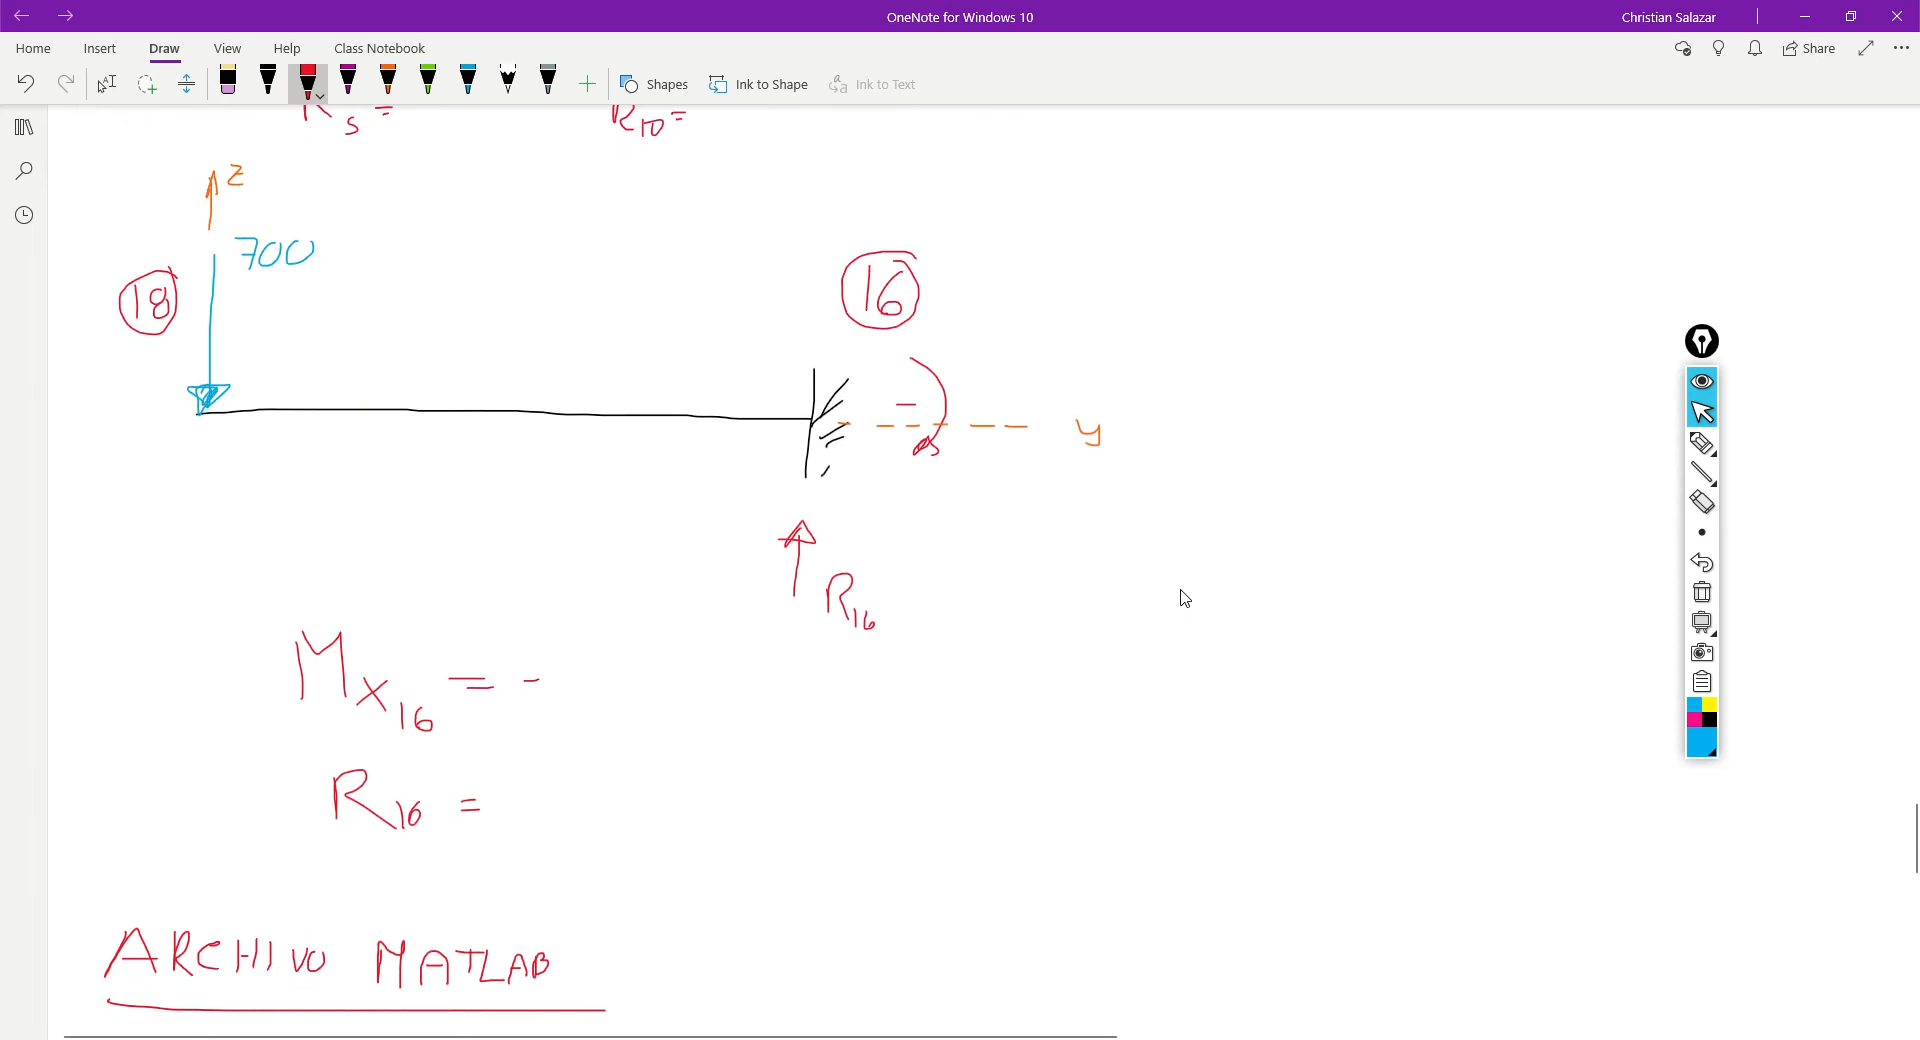 OneNote for Windows 10
Christian Salazar
Home Insert Draw View Help Class Notebook
Share
Shapes
Ink to Shape
Ink to Text
R5 =
R10 =
z
700
18
16
-
y
R16
Mx16 = -
R16 =
ARCHIVO MATLAB